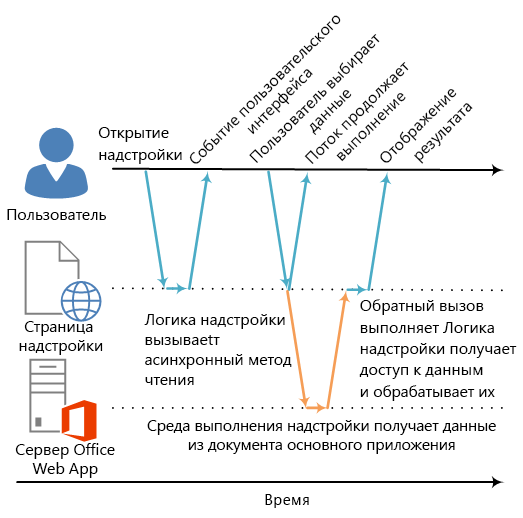 Открытие
надстройки
Событие пользовательского
интерфейса
Пользователь выбирает
данные
Поток продолжает
выполнение
Отображение
результата
Пользователь
Страница
надстройки
Логика надстройки
вызываетt
асинхронный метод
чтения
Обратный вызов
выполняет Логика
надстройки получает
доступ к данным
и обрабатывает их
Сервер Office
Web App
Среда выполнения надстройки получает данные
из документа основного приложения
Время